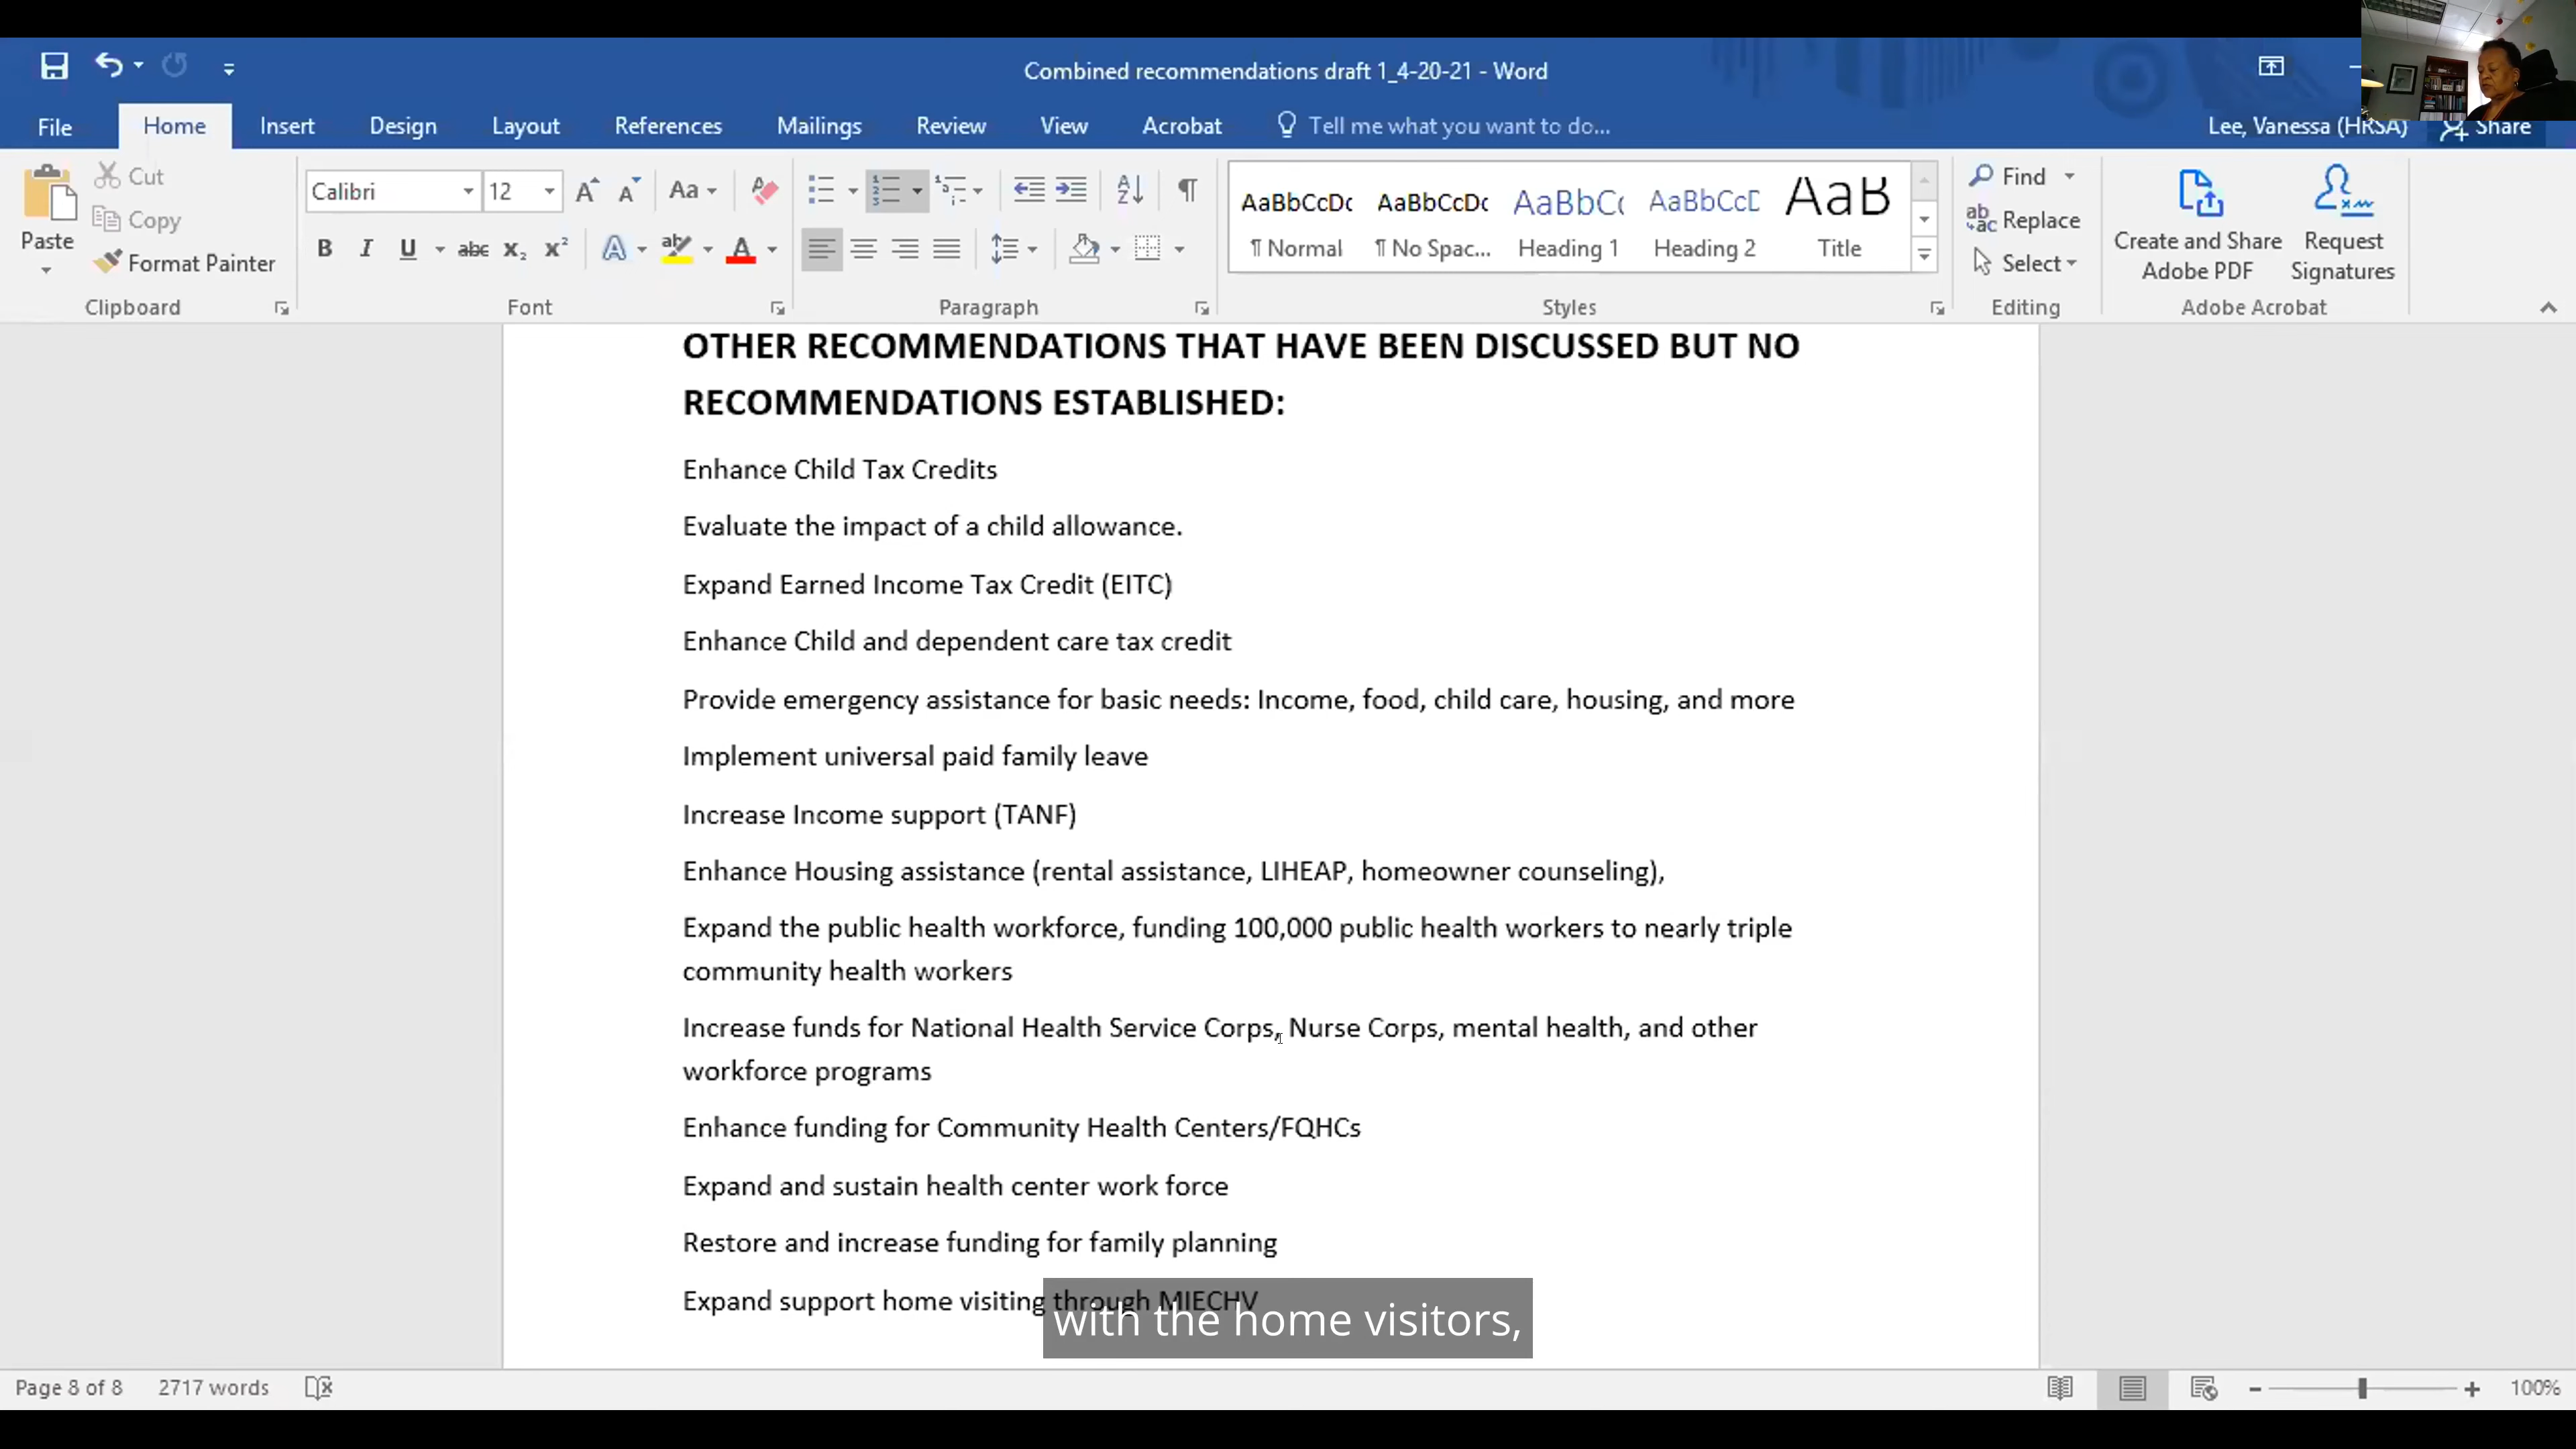 Combined recommendations draft 1_4-20-21 - Word
File Home Insert Design Layout References Mailings Review View Acrobat Tell me what you want to do... Lee, Vanessa (HRSA) Share
Paste
Cut
Copy
Format Painter
Clipboard
Calibri 12
Font
Paragraph
AaBbCcDc AaBbCcDc AaBbC AaBbCcD AaB
¶ Normal ¶ No Spac... Heading 1 Heading 2 Title
Styles
Find
Replace
Select
Editing
Create and Share Adobe PDF
Request Signatures
Adobe Acrobat
OTHER RECOMMENDATIONS THAT HAVE BEEN DISCUSSED BUT NO
RECOMMENDATIONS ESTABLISHED:
Enhance Child Tax Credits
Evaluate the impact of a child allowance.
Expand Earned Income Tax Credit (EITC)
Enhance Child and dependent care tax credit
Provide emergency assistance for basic needs: Income, food, child care, housing, and more
Implement universal paid family leave
Increase Income support (TANF)
Enhance Housing assistance (rental assistance, LIHEAP, homeowner counseling),
Expand the public health workforce, funding 100,000 public health workers to nearly triple
community health workers
Increase funds for National Health Service Corps, Nurse Corps, mental health, and other
workforce programs
Enhance funding for Community Health Centers/FQHCs
Expand and sustain health center work force
Restore and increase funding for family planning
Expand support home visiting through MIECHV
with the home visitors,
Page 8 of 8 2717 words 100%